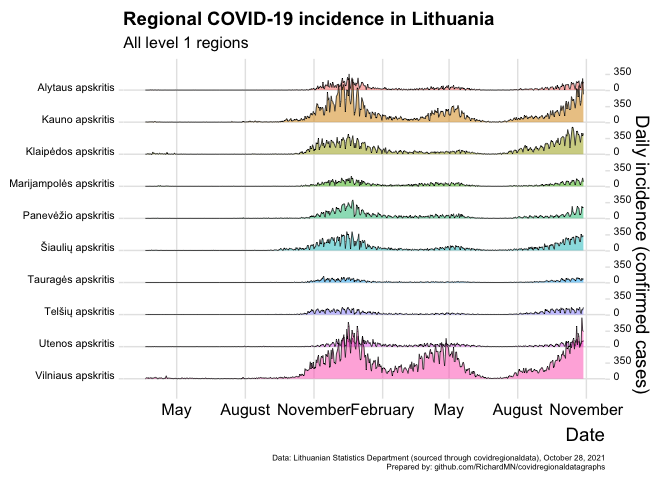 Regional COVID-19 incidence in Lithuania
All level 1 regions
Alytaus apskritis
350
0
Kauno apskritis
350
0
Klaipėdos apskritis
350
0
Marijampolės apskritis
350
0
Panevėžio apskritis
350
0
Šiaulių apskritis
350
0
Tauragės apskritis
350
0
Telšių apskritis
350
0
Utenos apskritis
350
0
Vilniaus apskritis
350
0
Daily incidence (confirmed cases)
May August November February May August November
Date
Data: Lithuanian Statistics Department (sourced through covidregionaldata), October 28, 2021
Prepared by: github.com/RichardMN/covidregionaldatagraphs